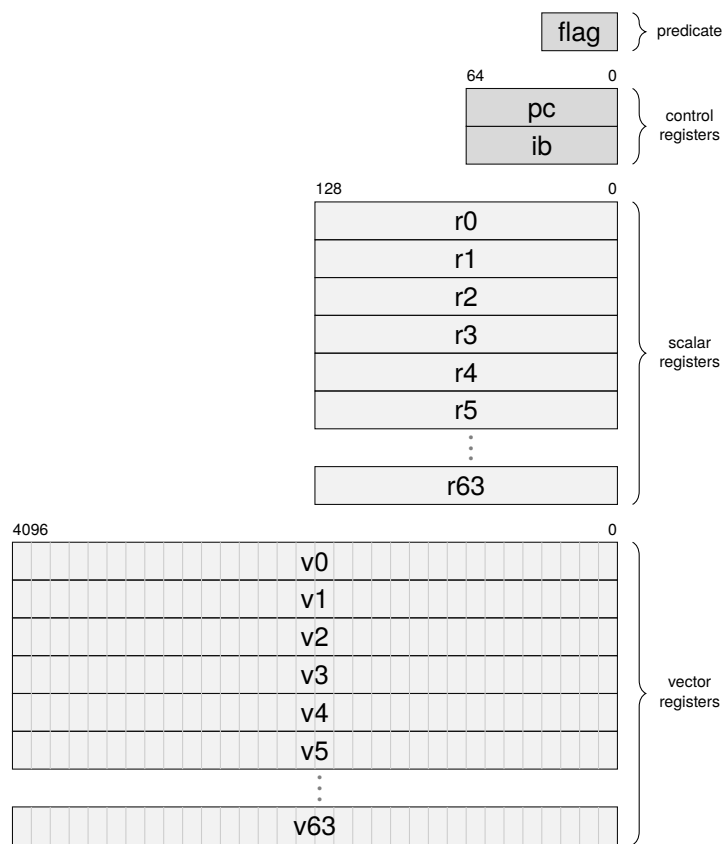 flag
predicate
64 0
pc
ib
control
registers
128 0
r0
r1
r2
r3
r4
r5
r63
scalar
registers
4096 0
v0
v1
v2
v3
v4
v5
v63
vector
registers